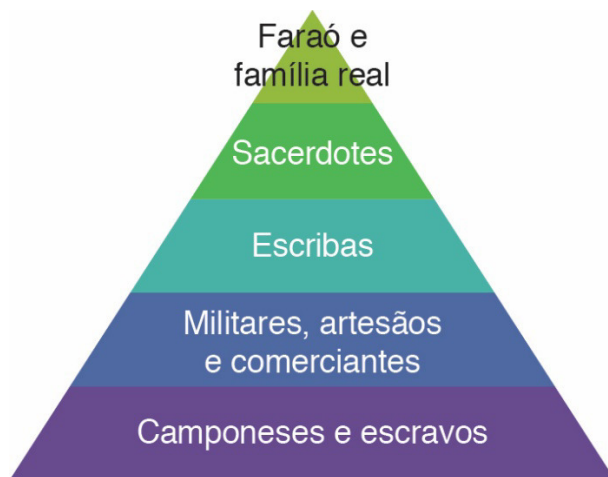 Faraó e
família real
Sacerdotes
Escribas
Militares, artesãos
e comerciantes
Camponeses e escravos